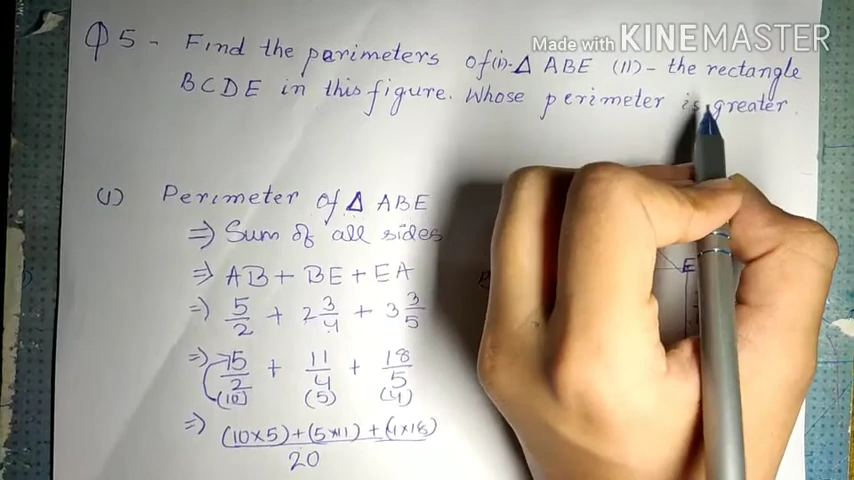 Made with KINEMASTER
Q 5 - Find the perimeters of (i)- Δ ABE (II) - the rectangle
BCDE in this figure. Whose perimeter is greater
(1) Perimeter of Δ ABE
⇒ Sum of all sides
⇒ AB + BE + EA
⇒ 5/2 + 2 3/4 + 3 3/5
⇒ 5/2 + 11/4 + 18/5
(10) (5) (4)
⇒ (10×5)+(5×11)+(4×18)
20
E